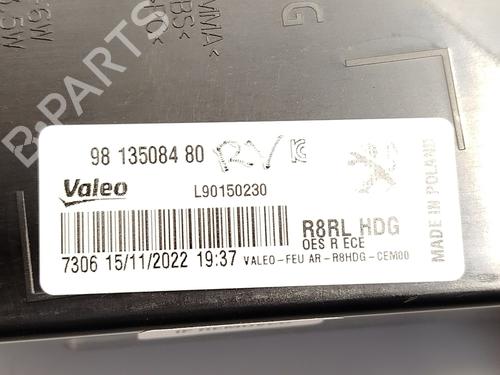 G
98 135084 80 RV
Valeo
L90150230
R8RL HDG
OES R ECE
7306 15/11/2022 19:37 VALEO-FEU AR-R8HDG-CEM00
MADE IN POLAND
B-PARTS